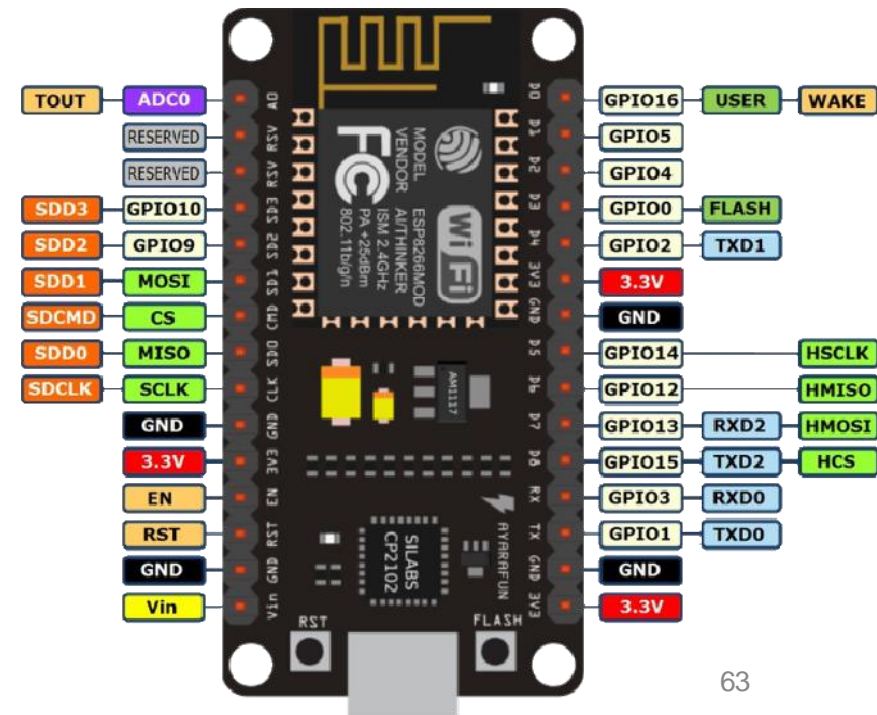 TOUT ADC0 A0 D0 GPIO16 USER WAKE
RESERVED RSV D1 GPIO5
RESERVED RSV D2 GPIO4
SDD3 GPIO10 SD3 D3 GPIO0 FLASH
SDD2 GPIO9 SD2 D4 GPIO2 TXD1
SDD1 MOSI SD1 3V3 3.3V
SDCMD CS CMD GND GND
SDD0 MISO SD0 D5 GPIO14 HSCLK
SDCLK SCLK CLK D6 GPIO12 HMISO
GND GND D7 GPIO13 RXD2 HMOSI
3.3V 3V3 D8 GPIO15 TXD2 HCS
EN EN RX GPIO3 RXD0
RST RST TX GPIO1 TXD0
GND GND GND GND
Vin Vin 3V3 3.3V
MODEL ESP8266MOD
VENDOR AI/THINKER
ISM 2.4GHz
PA +25dBm
802.11b/g/n
FC
Wi Fi
AM1117
SILABS
CP2102
AYARAFUN
RST
FLASH
63